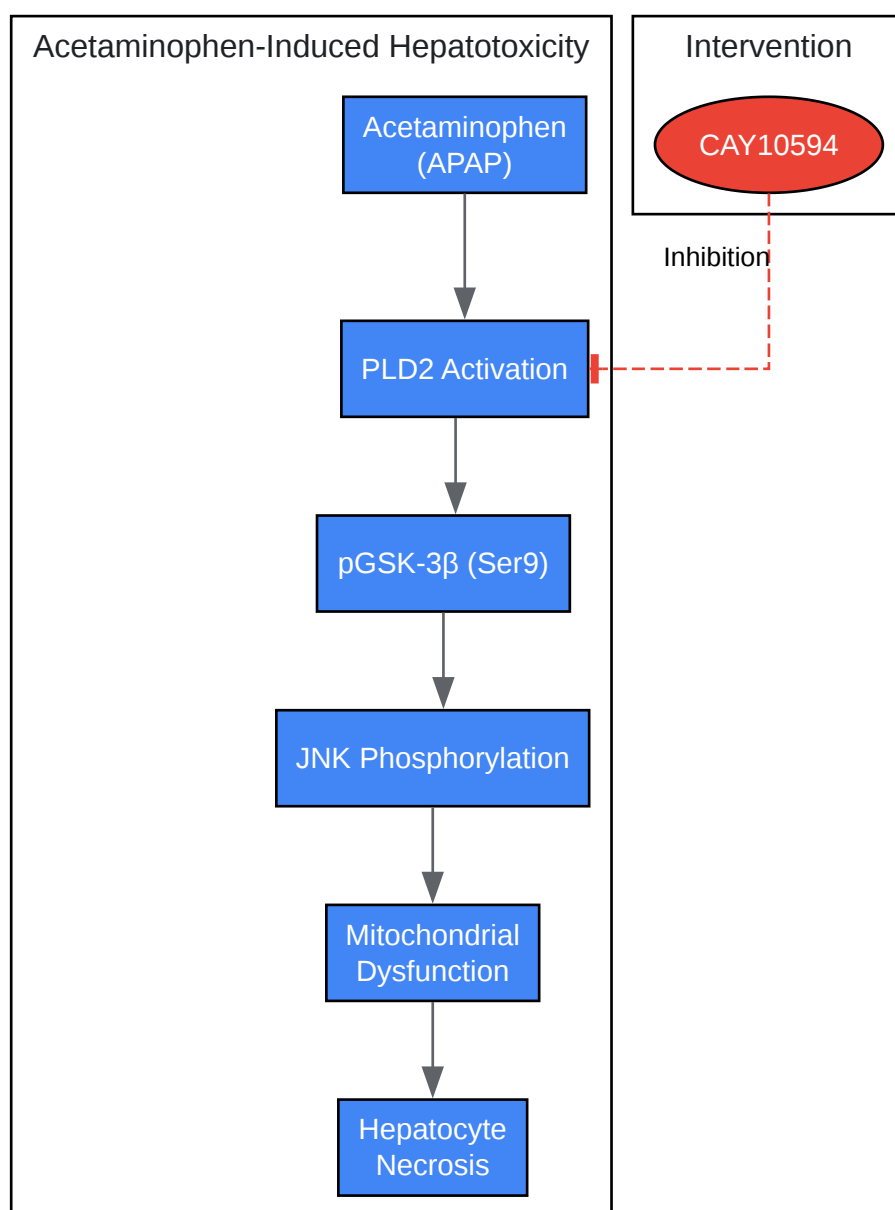 Acetaminophen-Induced Hepatotoxicity
Intervention
Acetaminophen
(APAP)
CAY10594
Inhibition
PLD2 Activation
pGSK-3β (Ser9)
JNK Phosphorylation
Mitochondrial
Dysfunction
Hepatocyte
Necrosis